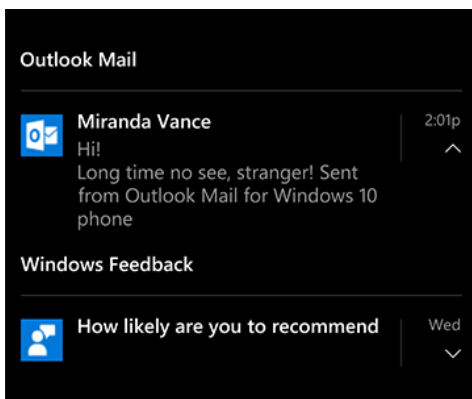 Outlook Mail
Miranda Vance
2:01p
Hi!
Long time no see, stranger! Sent
from Outlook Mail for Windows 10
phone
Windows Feedback
How likely are you to recommend
Wed